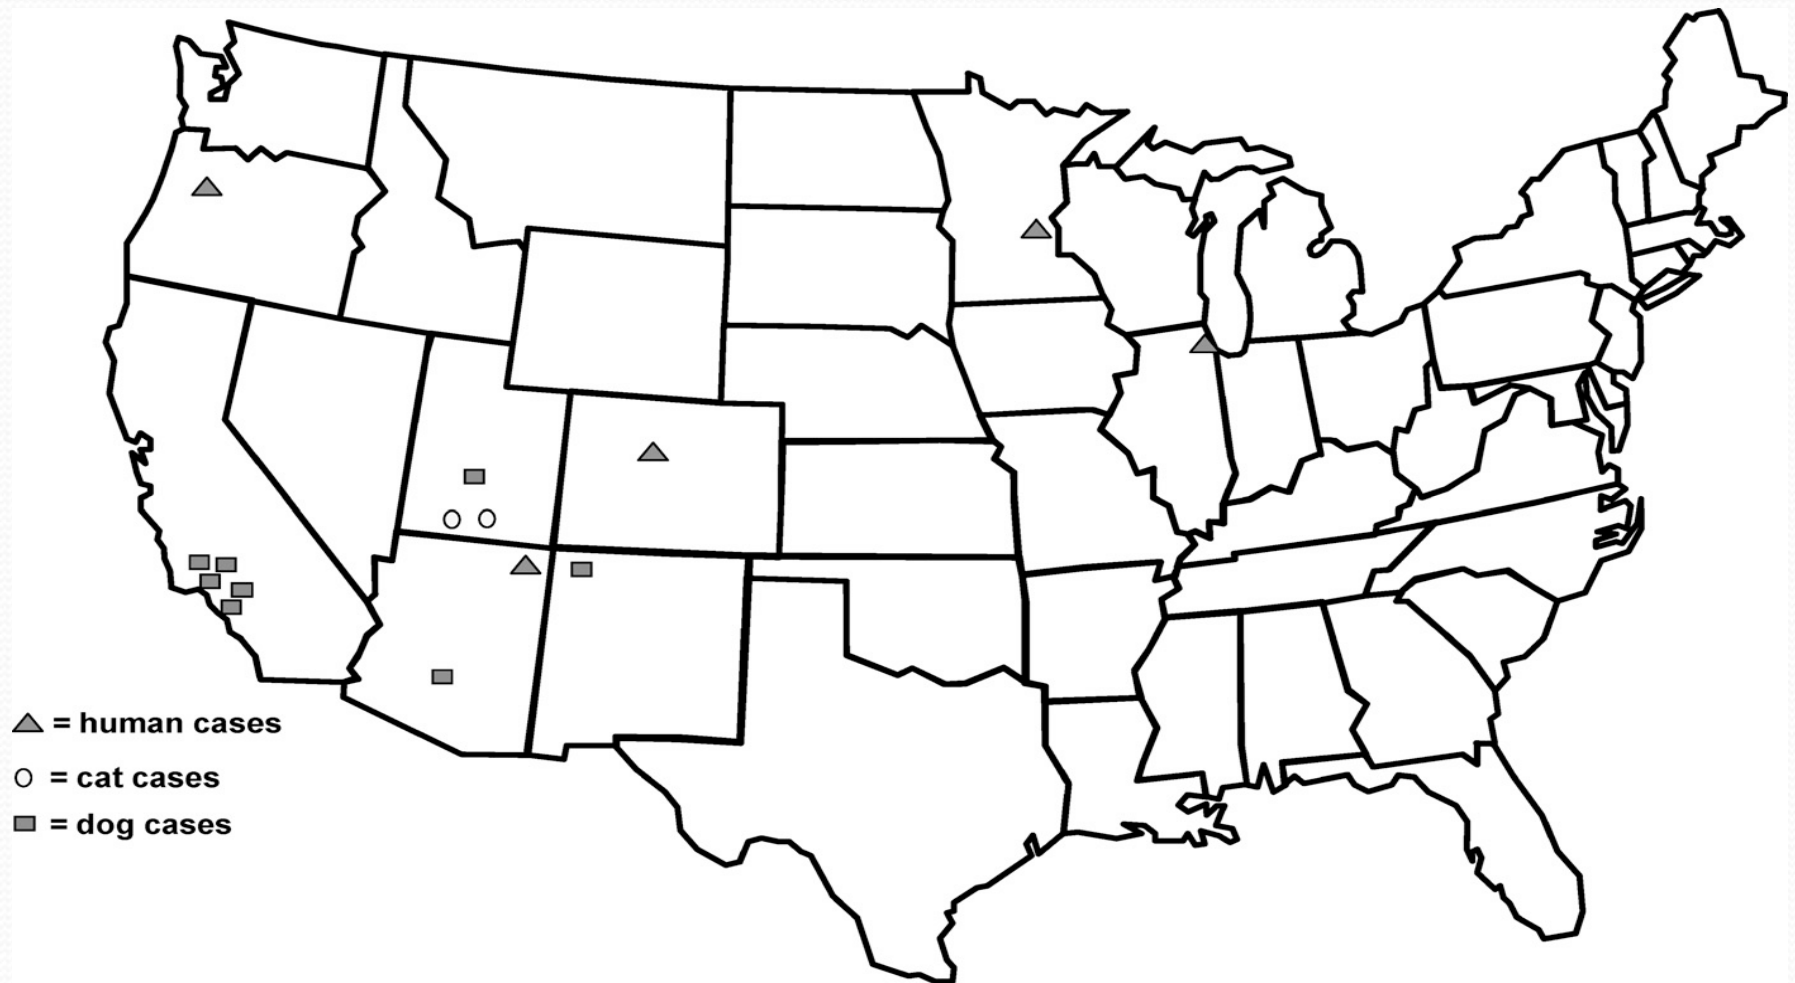 = human cases
= cat cases
= dog cases